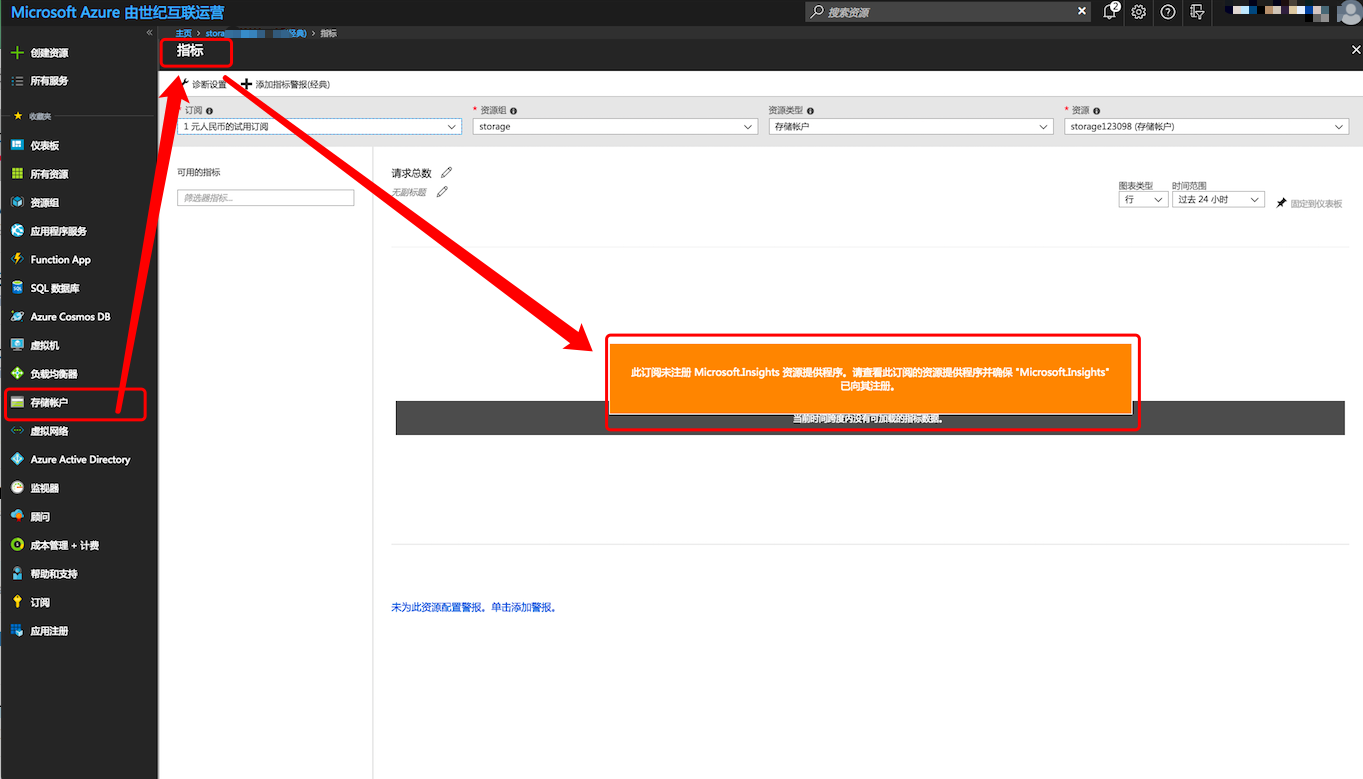 Microsoft Azure 由世纪互联运营
搜索资源
2
主页 > stora 经典) > 指标
指标
创建资源
所有服务
收藏夹
仪表板
所有资源
资源组
应用程序服务
Function App
SQL 数据库
Azure Cosmos DB
虚拟机
负载均衡器
存储帐户
虚拟网络
Azure Active Directory
监视器
顾问
成本管理 + 计费
帮助和支持
订阅
应用注册
诊断设置 添加指标警报(经典)
订阅 * 资源组 资源类型 * 资源
1 元人民币的试用订阅 storage 存储帐户 storage123098 (存储帐户)
可用的指标
筛选器指标...
请求总数
无副标题
图表类型 时间范围
行 过去 24 小时 固定到仪表板
此订阅未注册 Microsoft.Insights 资源提供程序。请查看此订阅的资源提供程序并确保 "Microsoft.Insights"
已向其注册。
当前时间跨度内没有可加载的指标数据。
未为此资源配置警报。单击添加警报。